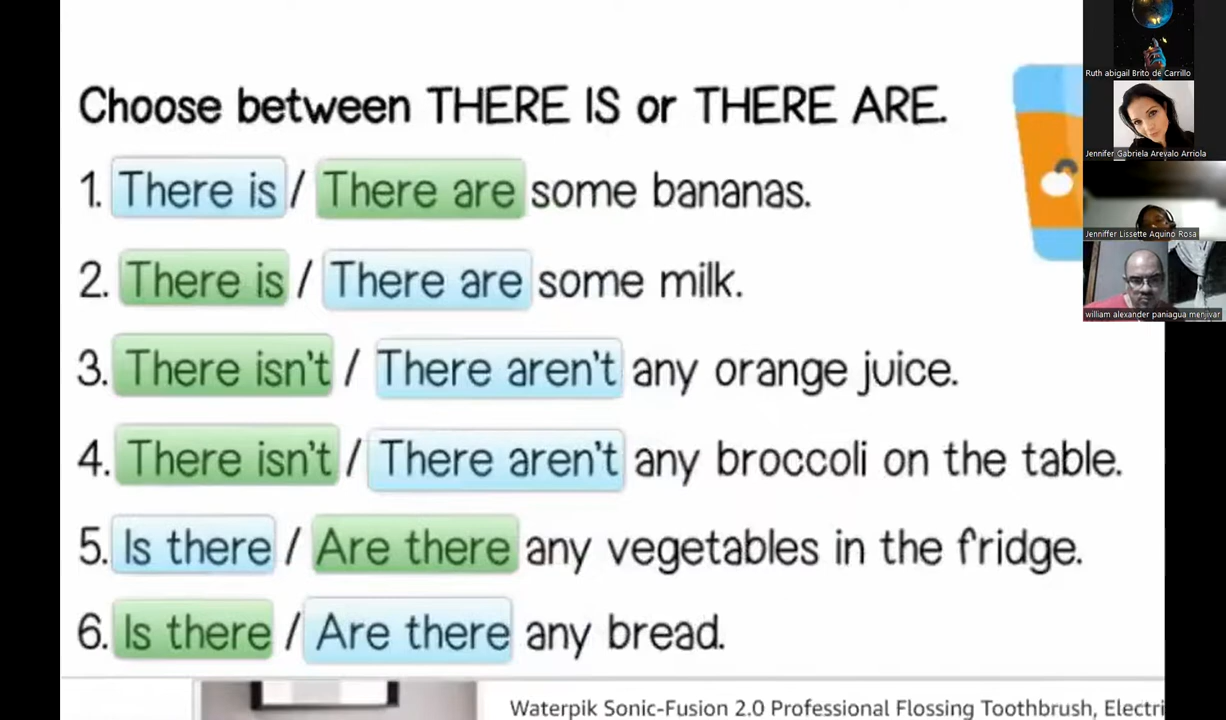 Choose between THERE IS or THERE ARE.
1. There is / There are some bananas.
2. There is / There are some milk.
3. There isn't / There aren't any orange juice.
4. There isn't / There aren't any broccoli on the table.
5. Is there / Are there any vegetables in the fridge.
6. Is there / Are there any bread.
Waterpik Sonic-Fusion 2.0 Professional Flossing Toothbrush, Electri
Ruth abigail Brito de Carrillo
Jennifer Gabriela Arevalo Arriola
Jenniffer Lissette Aquino Rosa
william alexander paniagua menjivar